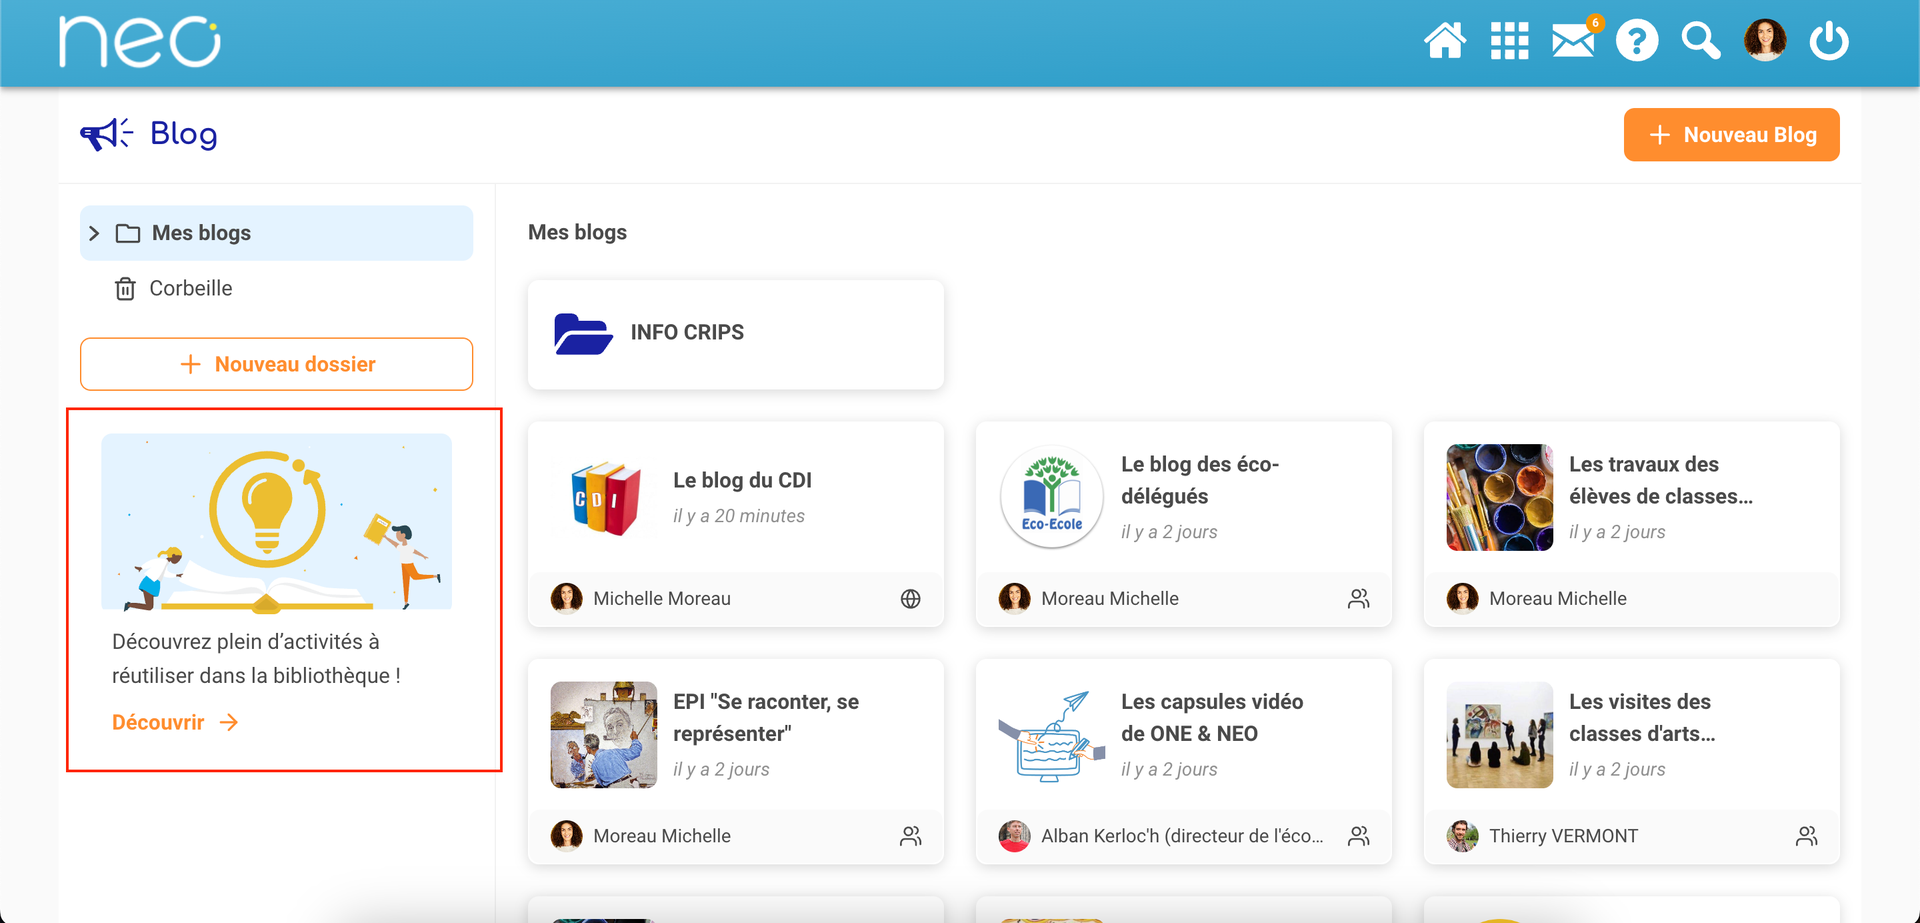 neo
6
?
Blog
+ Nouveau Blog
Mes blogs
Corbeille
+ Nouveau dossier
Découvrez plein d’activités à
réutiliser dans la bibliothèque !
Découvrir →
Mes blogs
INFO CRIPS
CDI
Le blog du CDI
il y a 20 minutes
Michelle Moreau
Eco-Ecole
Le blog des éco-
délégués
il y a 2 jours
Moreau Michelle
Les travaux des
élèves de classes...
il y a 2 jours
Moreau Michelle
EPI "Se raconter, se
représenter"
il y a 2 jours
Moreau Michelle
Les capsules vidéo
de ONE & NEO
il y a 2 jours
Alban Kerloc'h (directeur de l'éco...
Les visites des
classes d'arts...
il y a 2 jours
Thierry VERMONT